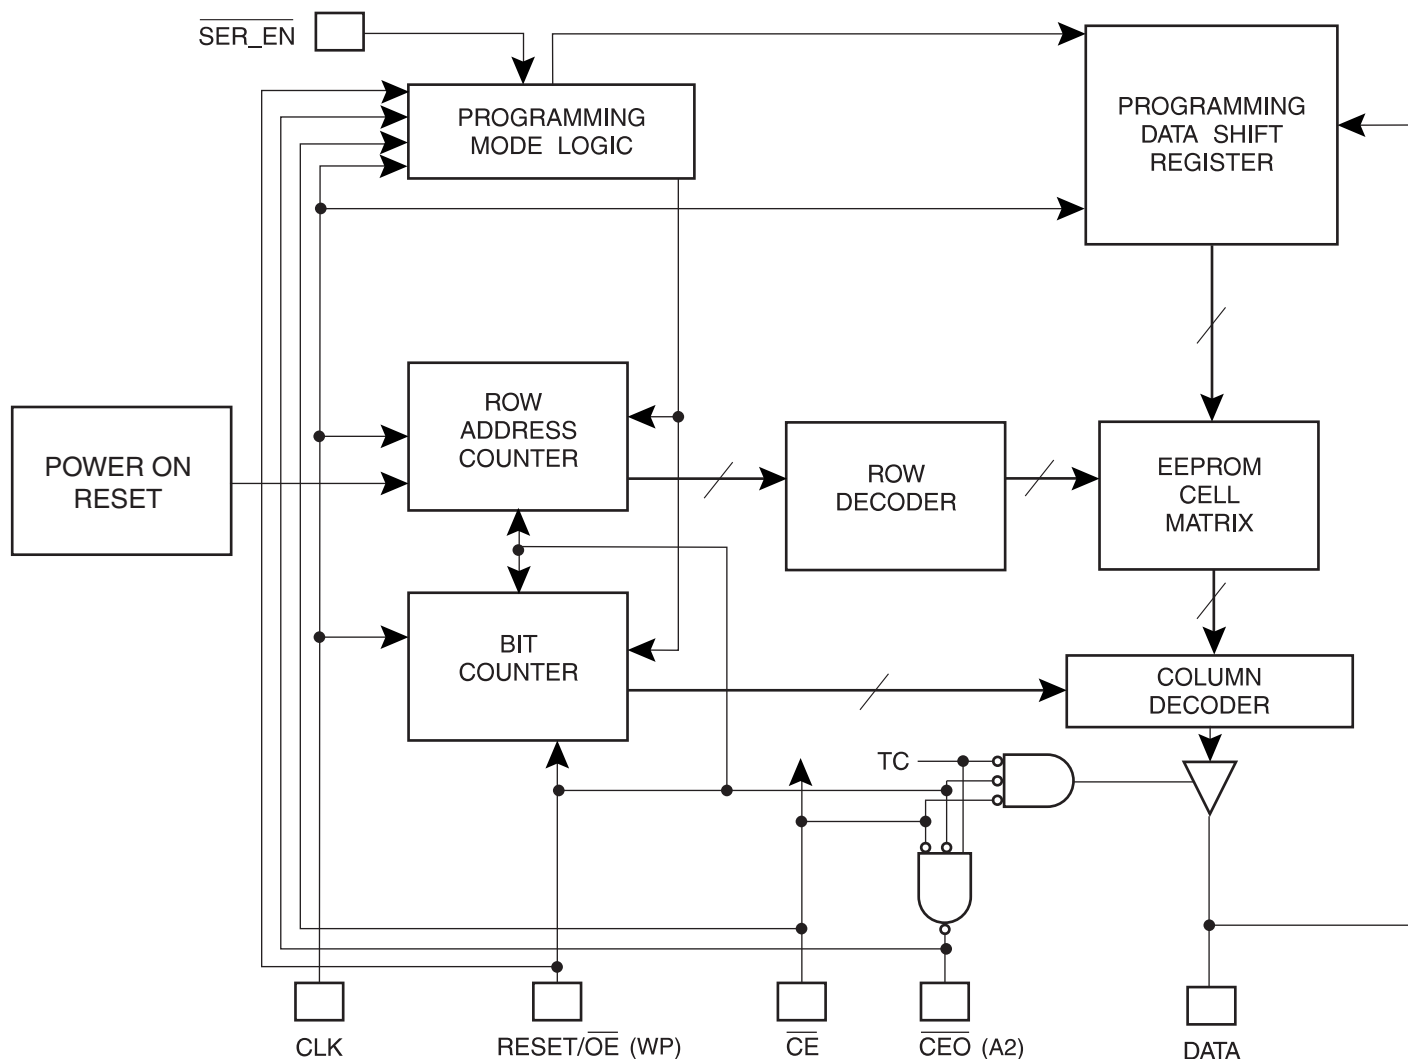 SER_EN
PROGRAMMING
MODE LOGIC
PROGRAMMING
DATA SHIFT
REGISTER
POWER ON
RESET
ROW
ADDRESS
COUNTER
ROW
DECODER
EEPROM
CELL
MATRIX
BIT
COUNTER
COLUMN
DECODER
TC
CLK
RESET/OE (WP)
CE
CEO (A2)
DATA